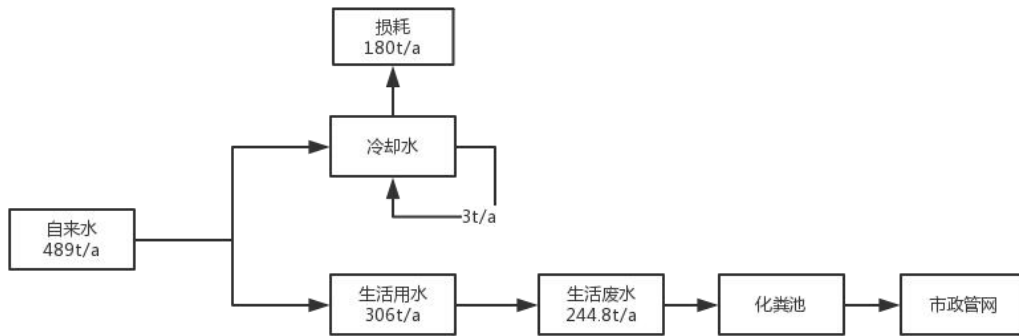 损耗
180t/a
冷却水
3t/a
自来水
489t/a
生活用水
306t/a
生活废水
244.8t/a
化粪池
市政管网